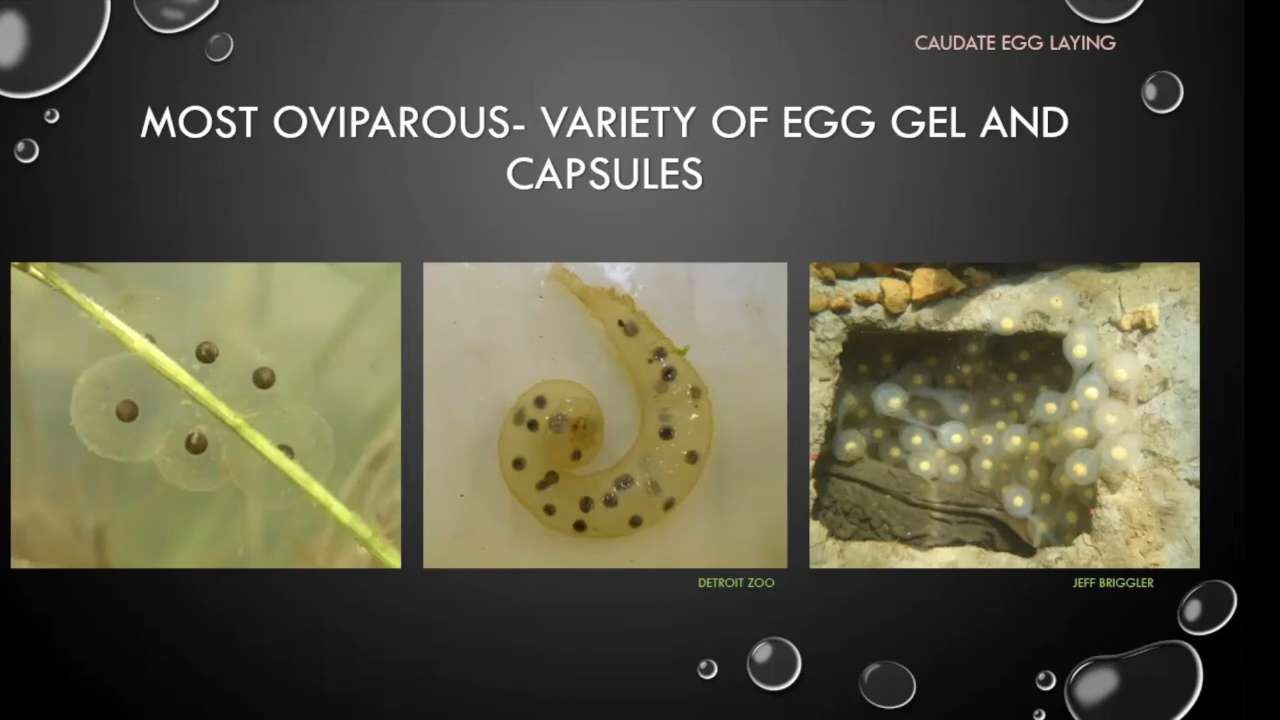 CAUDATE EGG LAYING
MOST OVIPAROUS- VARIETY OF EGG GEL AND
CAPSULES
DETROIT ZOO
JEFF BRIGGLER